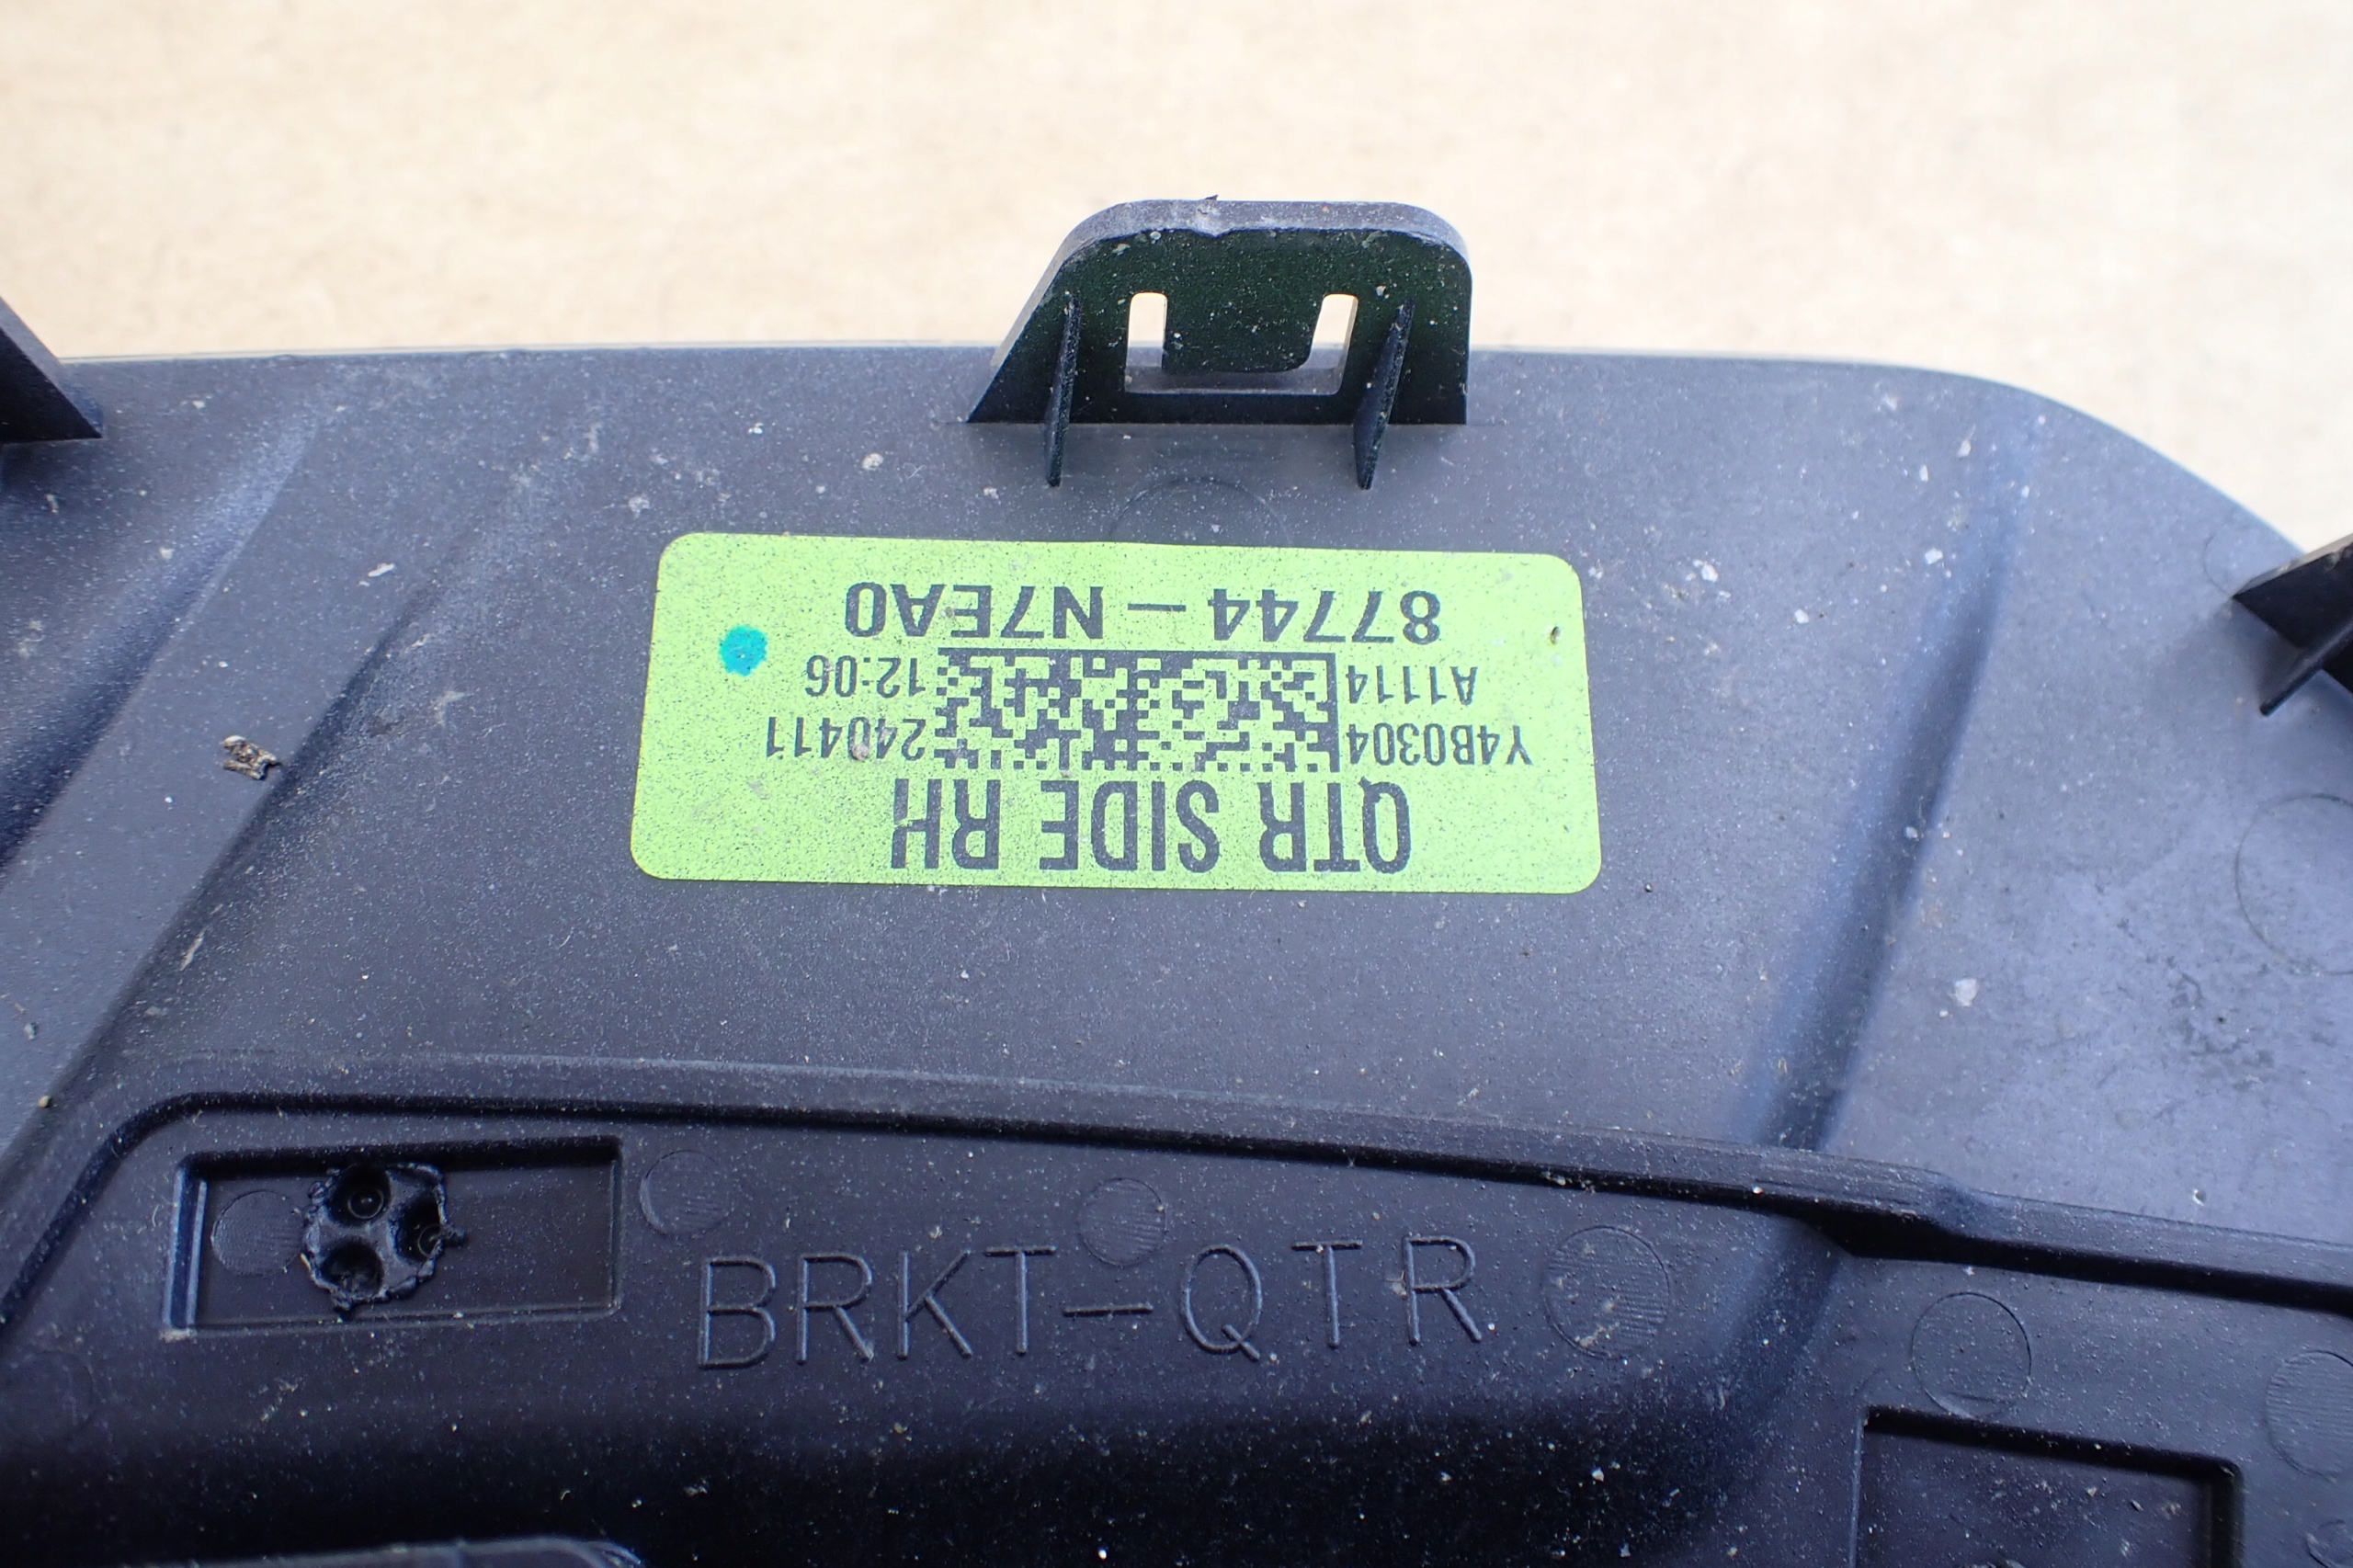 QTR SIDE RH
Y4B0304 240411
A1114 12:06
87744-N7EA0
BRKT-QTR